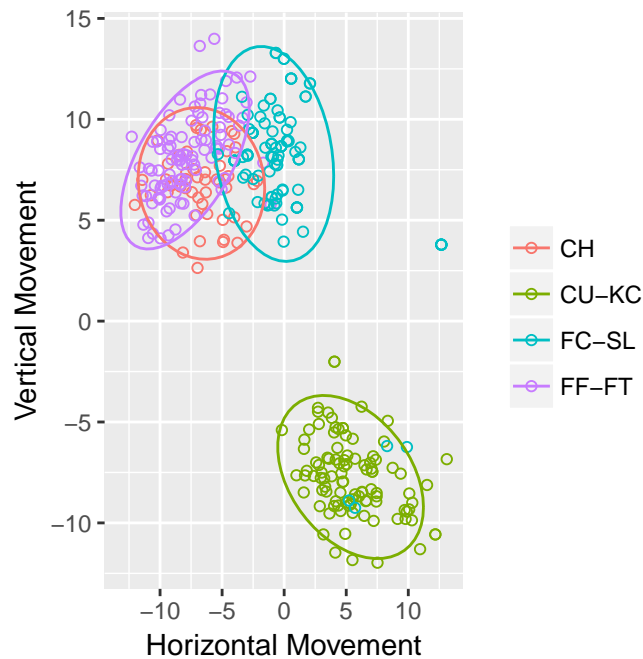 15
10
5
0
−5
−10
Vertical Movement
−10 −5 0 5 10
Horizontal Movement
CH
CU−KC
FC−SL
FF−FT